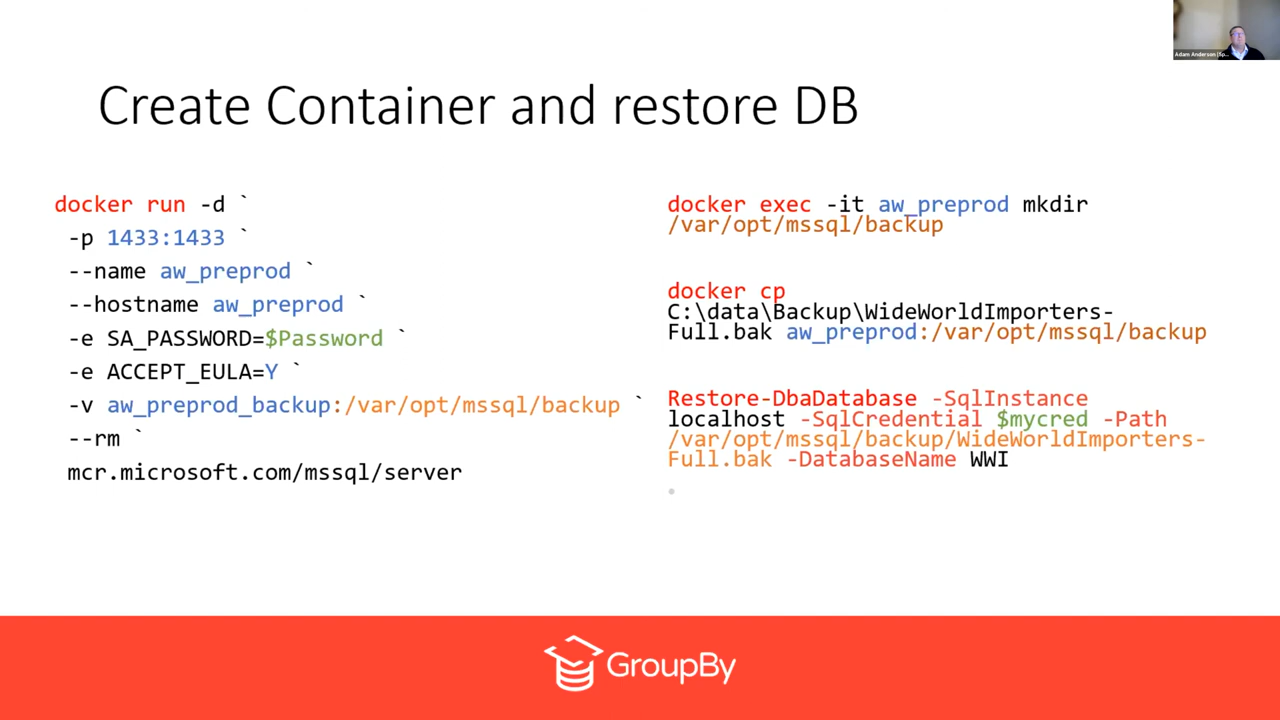 Adam Anderson (Sp...
Create Container and restore DB
docker run -d `
-p 1433:1433 `
--name aw_preprod `
--hostname aw_preprod `
-e SA_PASSWORD=$Password `
-e ACCEPT_EULA=Y `
-v aw_preprod_backup:/var/opt/mssql/backup `
--rm `
mcr.microsoft.com/mssql/server
docker exec -it aw_preprod mkdir
/var/opt/mssql/backup
docker cp
C:\data\Backup\WideWorldImporters-
Full.bak aw_preprod:/var/opt/mssql/backup
Restore-DbaDatabase -SqlInstance
localhost -SqlCredential $mycred -Path
/var/opt/mssql/backup/WideWorldImporters-
Full.bak -DatabaseName WWI
GroupBy